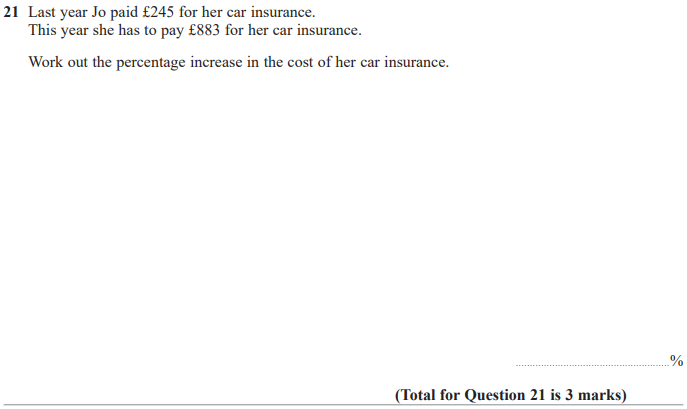 21 Last year Jo paid £245 for her car insurance.
This year she has to pay £883 for her car insurance.
Work out the percentage increase in the cost of her car insurance.
%
(Total for Question 21 is 3 marks)